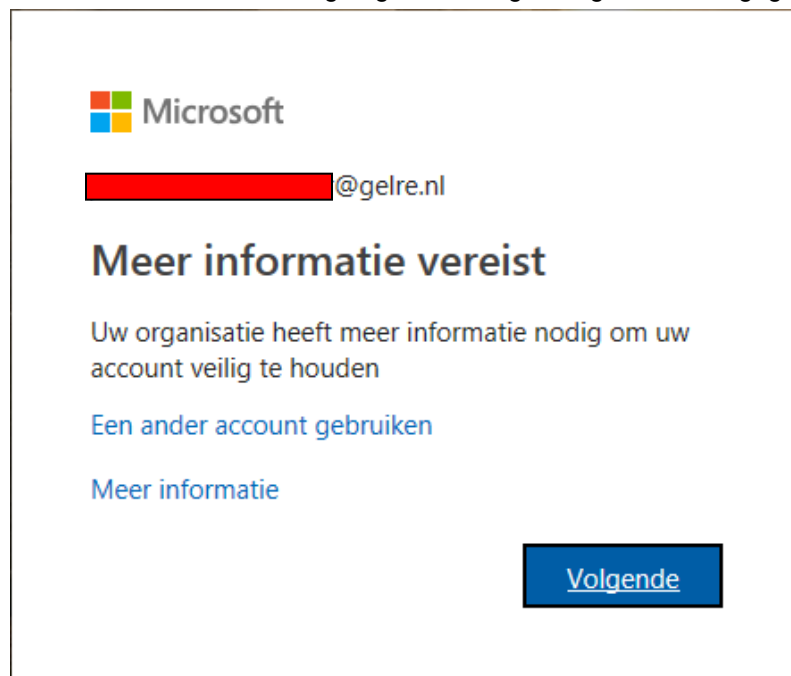 Microsoft
@gelre.nl
Meer informatie vereist
Uw organisatie heeft meer informatie nodig om uw
account veilig te houden
Een ander account gebruiken
Meer informatie
Volgende